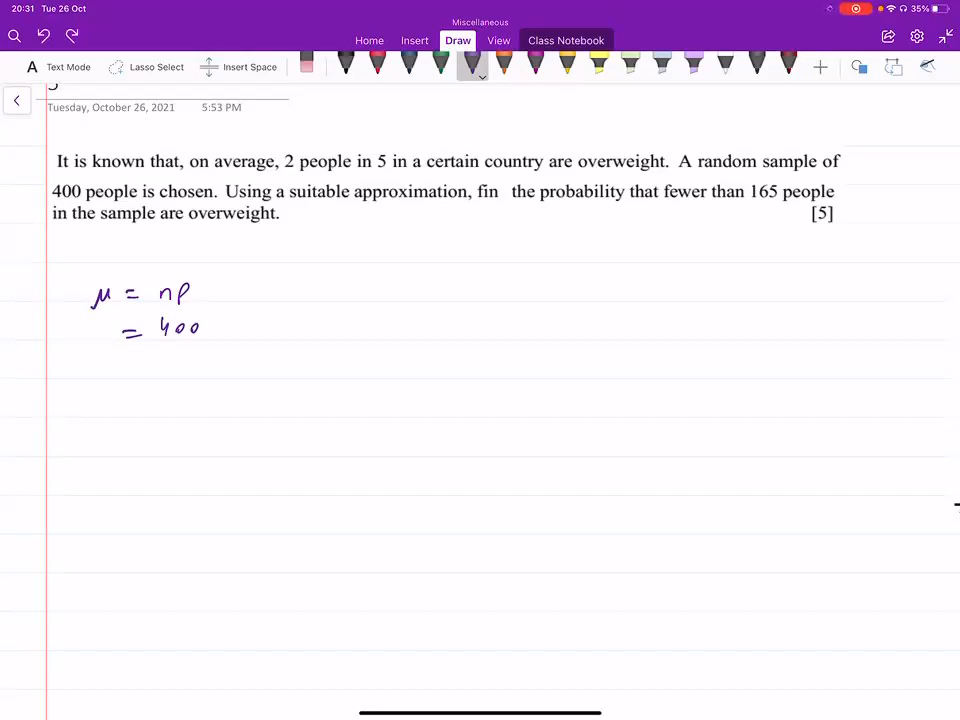 20:31 Tue 26 Oct
35%
Miscellaneous
Home Insert Draw View Class Notebook
A Text Mode Lasso Select Insert Space
Tuesday, October 26, 2021 5:53 PM
It is known that, on average, 2 people in 5 in a certain country are overweight. A random sample of
400 people is chosen. Using a suitable approximation, fin the probability that fewer than 165 people
in the sample are overweight. [5]
μ = np
= 400